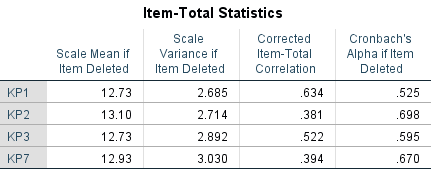 Item-Total Statistics
Scale Mean if Item Deleted Scale Variance if Item Deleted Corrected Item-Total Correlation Cronbach's Alpha if Item Deleted
KP1 12.73 2.685 .634 .525
KP2 13.10 2.714 .381 .698
KP3 12.73 2.892 .522 .595
KP7 12.93 3.030 .394 .670